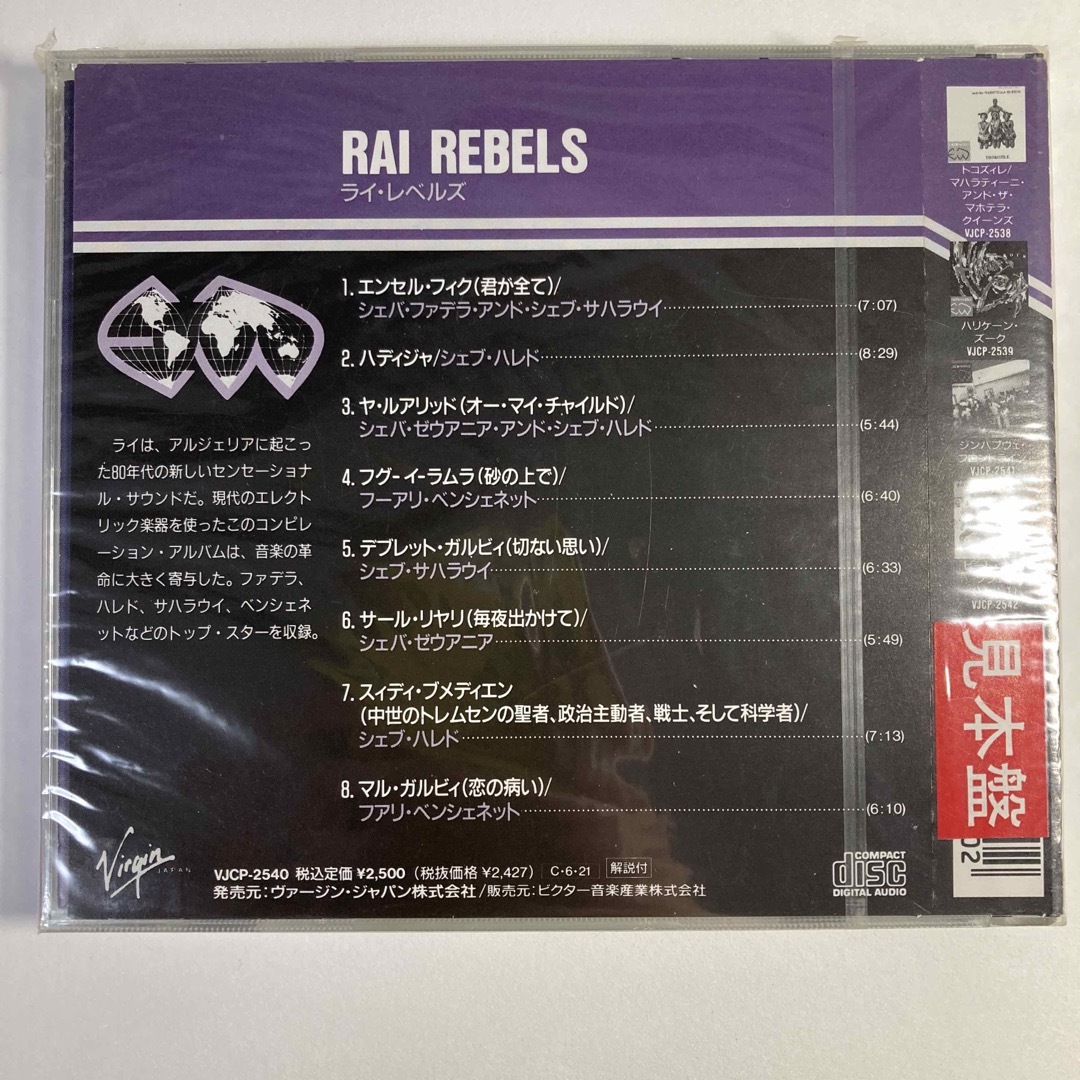 RAI REBELS
ライ・レベルズ
1.エンセル・フィク(君が全て)/
シェバ・ファデラ・アンド・シェブ・サハラウイ (7:07)
2.ハディジャ/シェブ・ハレド (8:29)
3.ヤ・ルアリッド(オー・マイ・チャイルド)/
シェバ・ゼウアニア・アンド・シェブ・ハレド (5:44)
4.フグ-イ-ラムラ(砂の上で)/
フーアリ・ベンシェネット (6:40)
5.デブレット・ガルビィ(切ない思い)/
シェブ・サハラウイ (6:33)
6.サール・リヤリ(毎夜出かけて)/
シェバ・ゼウアニア (5:49)
7.スィディ・ブメディエン
(中世のトレムセンの聖者、政治主動者、戦士、そして科学者)/
シェブ・ハレド (7:13)
8.マル・ガルビィ(恋の病い)/
フアリ・ベンシェネット (6:10)
ライは、アルジェリアに起こっ
た80年代の新しいセンセーショナ
ル・サウンドだ。現代のエレクト
リック楽器を使ったこのコンピレ
ーション・アルバムは、音楽の革
命に大きく寄与した。ファデラ、
ハレド、サハラウイ、ベンシェネ
ットなどのトップ・スターを収録。
Virgin
JAPAN
VJCP-2540 税込定価 ¥2,500 (税抜価格 ¥2,427) C・6・21 解説付
発売元:ヴァージン・ジャパン株式会社/販売元:ビクター音楽産業株式会社
COMPACT
disc
DIGITAL AUDIO
トコズィレ/
マハラティーニ・
アンド・ザ・
マホテラ・
クイーンズ
VJCP-2538
ハリケーン・
ズーク
VJCP-2539
ジンバブウェ・
VJCP-2541
VJCP-2542
見本盤
02